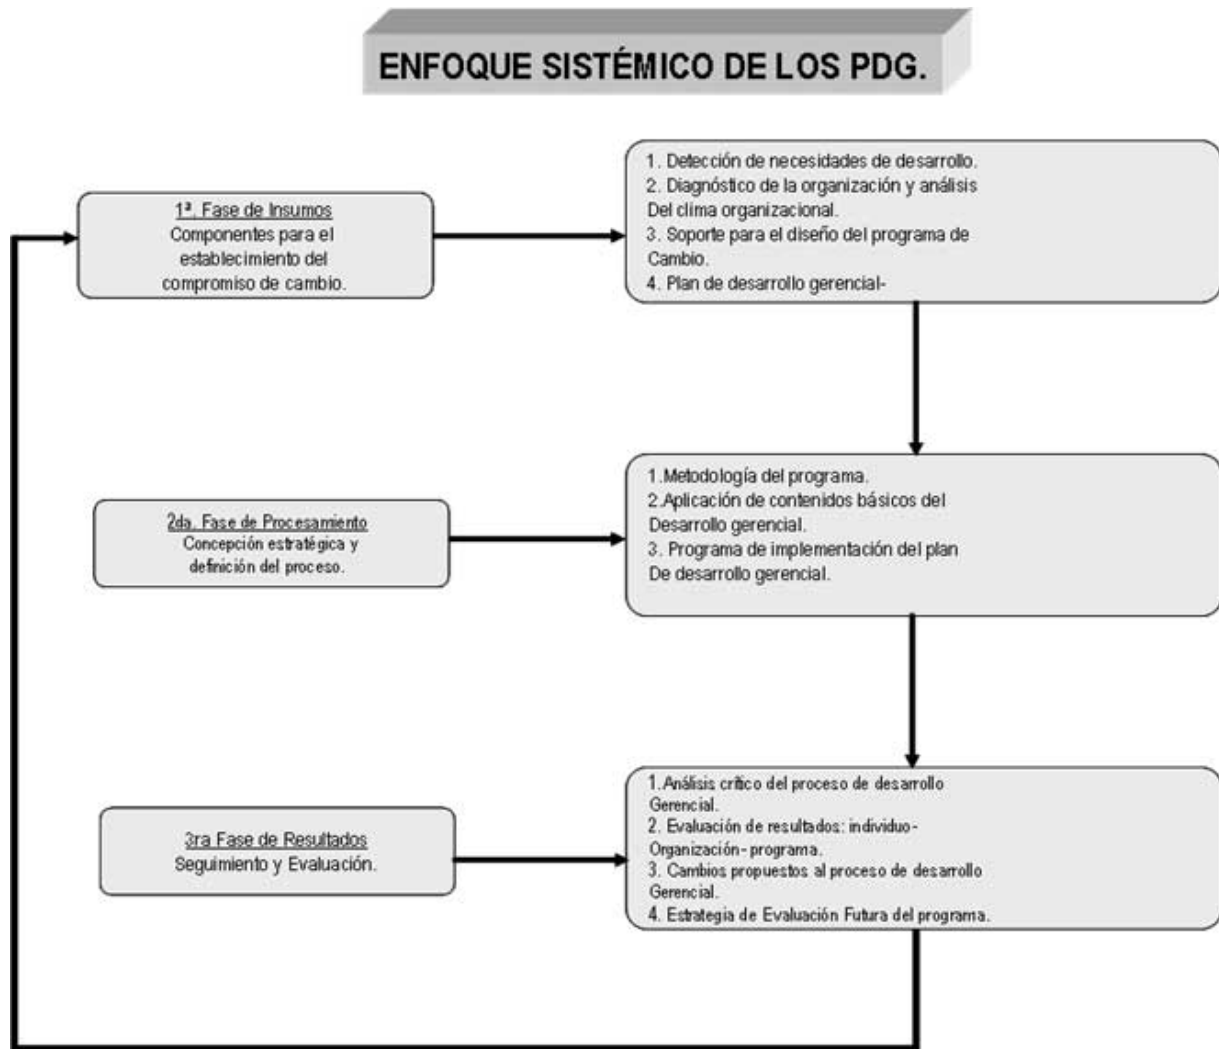 ENFOQUE SISTÉMICO DE LOS PDG.
1ª. Fase de Insumos
Componentes para el
establecimiento del
compromiso de cambio.
1. Detección de necesidades de desarrollo.
2. Diagnóstico de la organización y análisis
Del clima organizacional.
3. Soporte para el diseño del programa de
Cambio.
4. Plan de desarrollo gerencial-
2da. Fase de Procesamiento
Concepción estratégica y
definición del proceso.
1.Metodología del programa.
2.Aplicación de contenidos básicos del
Desarrollo gerencial.
3. Programa de implementación del plan
De desarrollo gerencial.
3ra Fase de Resultados
Seguimiento y Evaluación.
1.Análisis crítico del proceso de desarrollo
Gerencial.
2. Evaluación de resultados: individuo-
Organización- programa.
3. Cambios propuestos al proceso de desarrollo
Gerencial.
4. Estrategia de Evaluación Futura del programa.